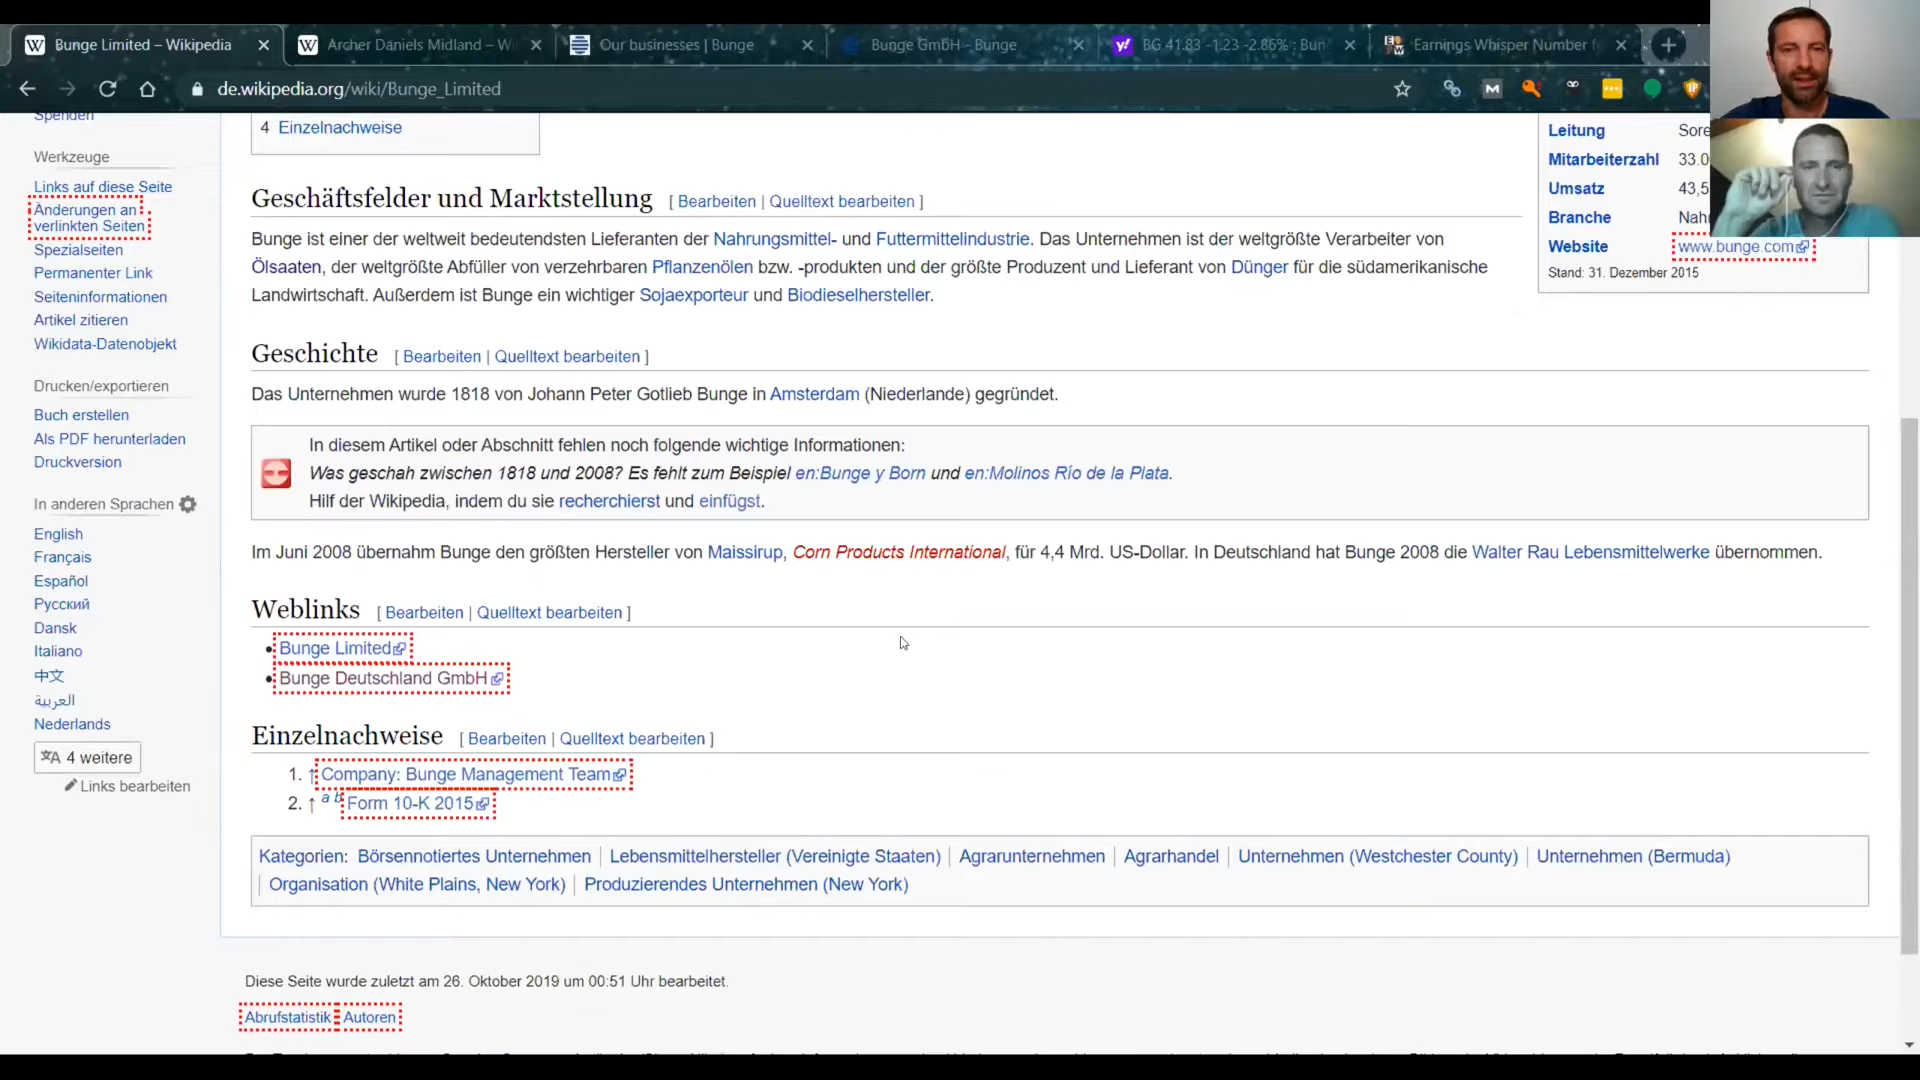 Bunge Limited – Wikipedia
Archer Daniels Midland – W
Our businesses | Bunge
Bunge GmbH - Bunge
BG 41.83 -1.23 -2.86% : Bun
Earnings Whisper Number f
de.wikipedia.org/wiki/Bunge_Limited
Spenden
Werkzeuge
Links auf diese Seite
Änderungen an
verlinkten Seiten
Spezialseiten
Permanenter Link
Seiteninformationen
Artikel zitieren
Wikidata-Datenobjekt
Drucken/exportieren
Buch erstellen
Als PDF herunterladen
Druckversion
In anderen Sprachen
English
Français
Español
Русский
Dansk
Italiano
中文
العربية
Nederlands
4 weitere
Links bearbeiten
4 Einzelnachweise
Leitung Sore
Mitarbeiterzahl 33.0
Umsatz 43,5
Branche Nahr
Website www.bunge.com
Stand: 31. Dezember 2015
Geschäftsfelder und Marktstellung [ Bearbeiten | Quelltext bearbeiten ]
Bunge ist einer der weltweit bedeutendsten Lieferanten der Nahrungsmittel- und Futtermittelindustrie. Das Unternehmen ist der weltgrößte Verarbeiter von
Ölsaaten, der weltgrößte Abfüller von verzehrbaren Pflanzenölen bzw. -produkten und der größte Produzent und Lieferant von Dünger für die südamerikanische
Landwirtschaft. Außerdem ist Bunge ein wichtiger Sojaexporteur und Biodieselhersteller.
Geschichte [ Bearbeiten | Quelltext bearbeiten ]
Das Unternehmen wurde 1818 von Johann Peter Gotlieb Bunge in Amsterdam (Niederlande) gegründet.
In diesem Artikel oder Abschnitt fehlen noch folgende wichtige Informationen:
Was geschah zwischen 1818 und 2008? Es fehlt zum Beispiel en:Bunge y Born und en:Molinos Río de la Plata.
Hilf der Wikipedia, indem du sie recherchierst und einfügst.
Im Juni 2008 übernahm Bunge den größten Hersteller von Maissirup, Corn Products International, für 4,4 Mrd. US-Dollar. In Deutschland hat Bunge 2008 die Walter Rau Lebensmittelwerke übernommen.
Weblinks [ Bearbeiten | Quelltext bearbeiten ]
• Bunge Limited
• Bunge Deutschland GmbH
Einzelnachweise [ Bearbeiten | Quelltext bearbeiten ]
1. ↑ Company: Bunge Management Team
2. ↑ a b Form 10-K 2015
Kategorien: Börsennotiertes Unternehmen | Lebensmittelhersteller (Vereinigte Staaten) | Agrarunternehmen | Agrarhandel | Unternehmen (Westchester County) | Unternehmen (Bermuda)
| Organisation (White Plains, New York) | Produzierendes Unternehmen (New York)
Diese Seite wurde zuletzt am 26. Oktober 2019 um 00:51 Uhr bearbeitet.
Abrufstatistik Autoren